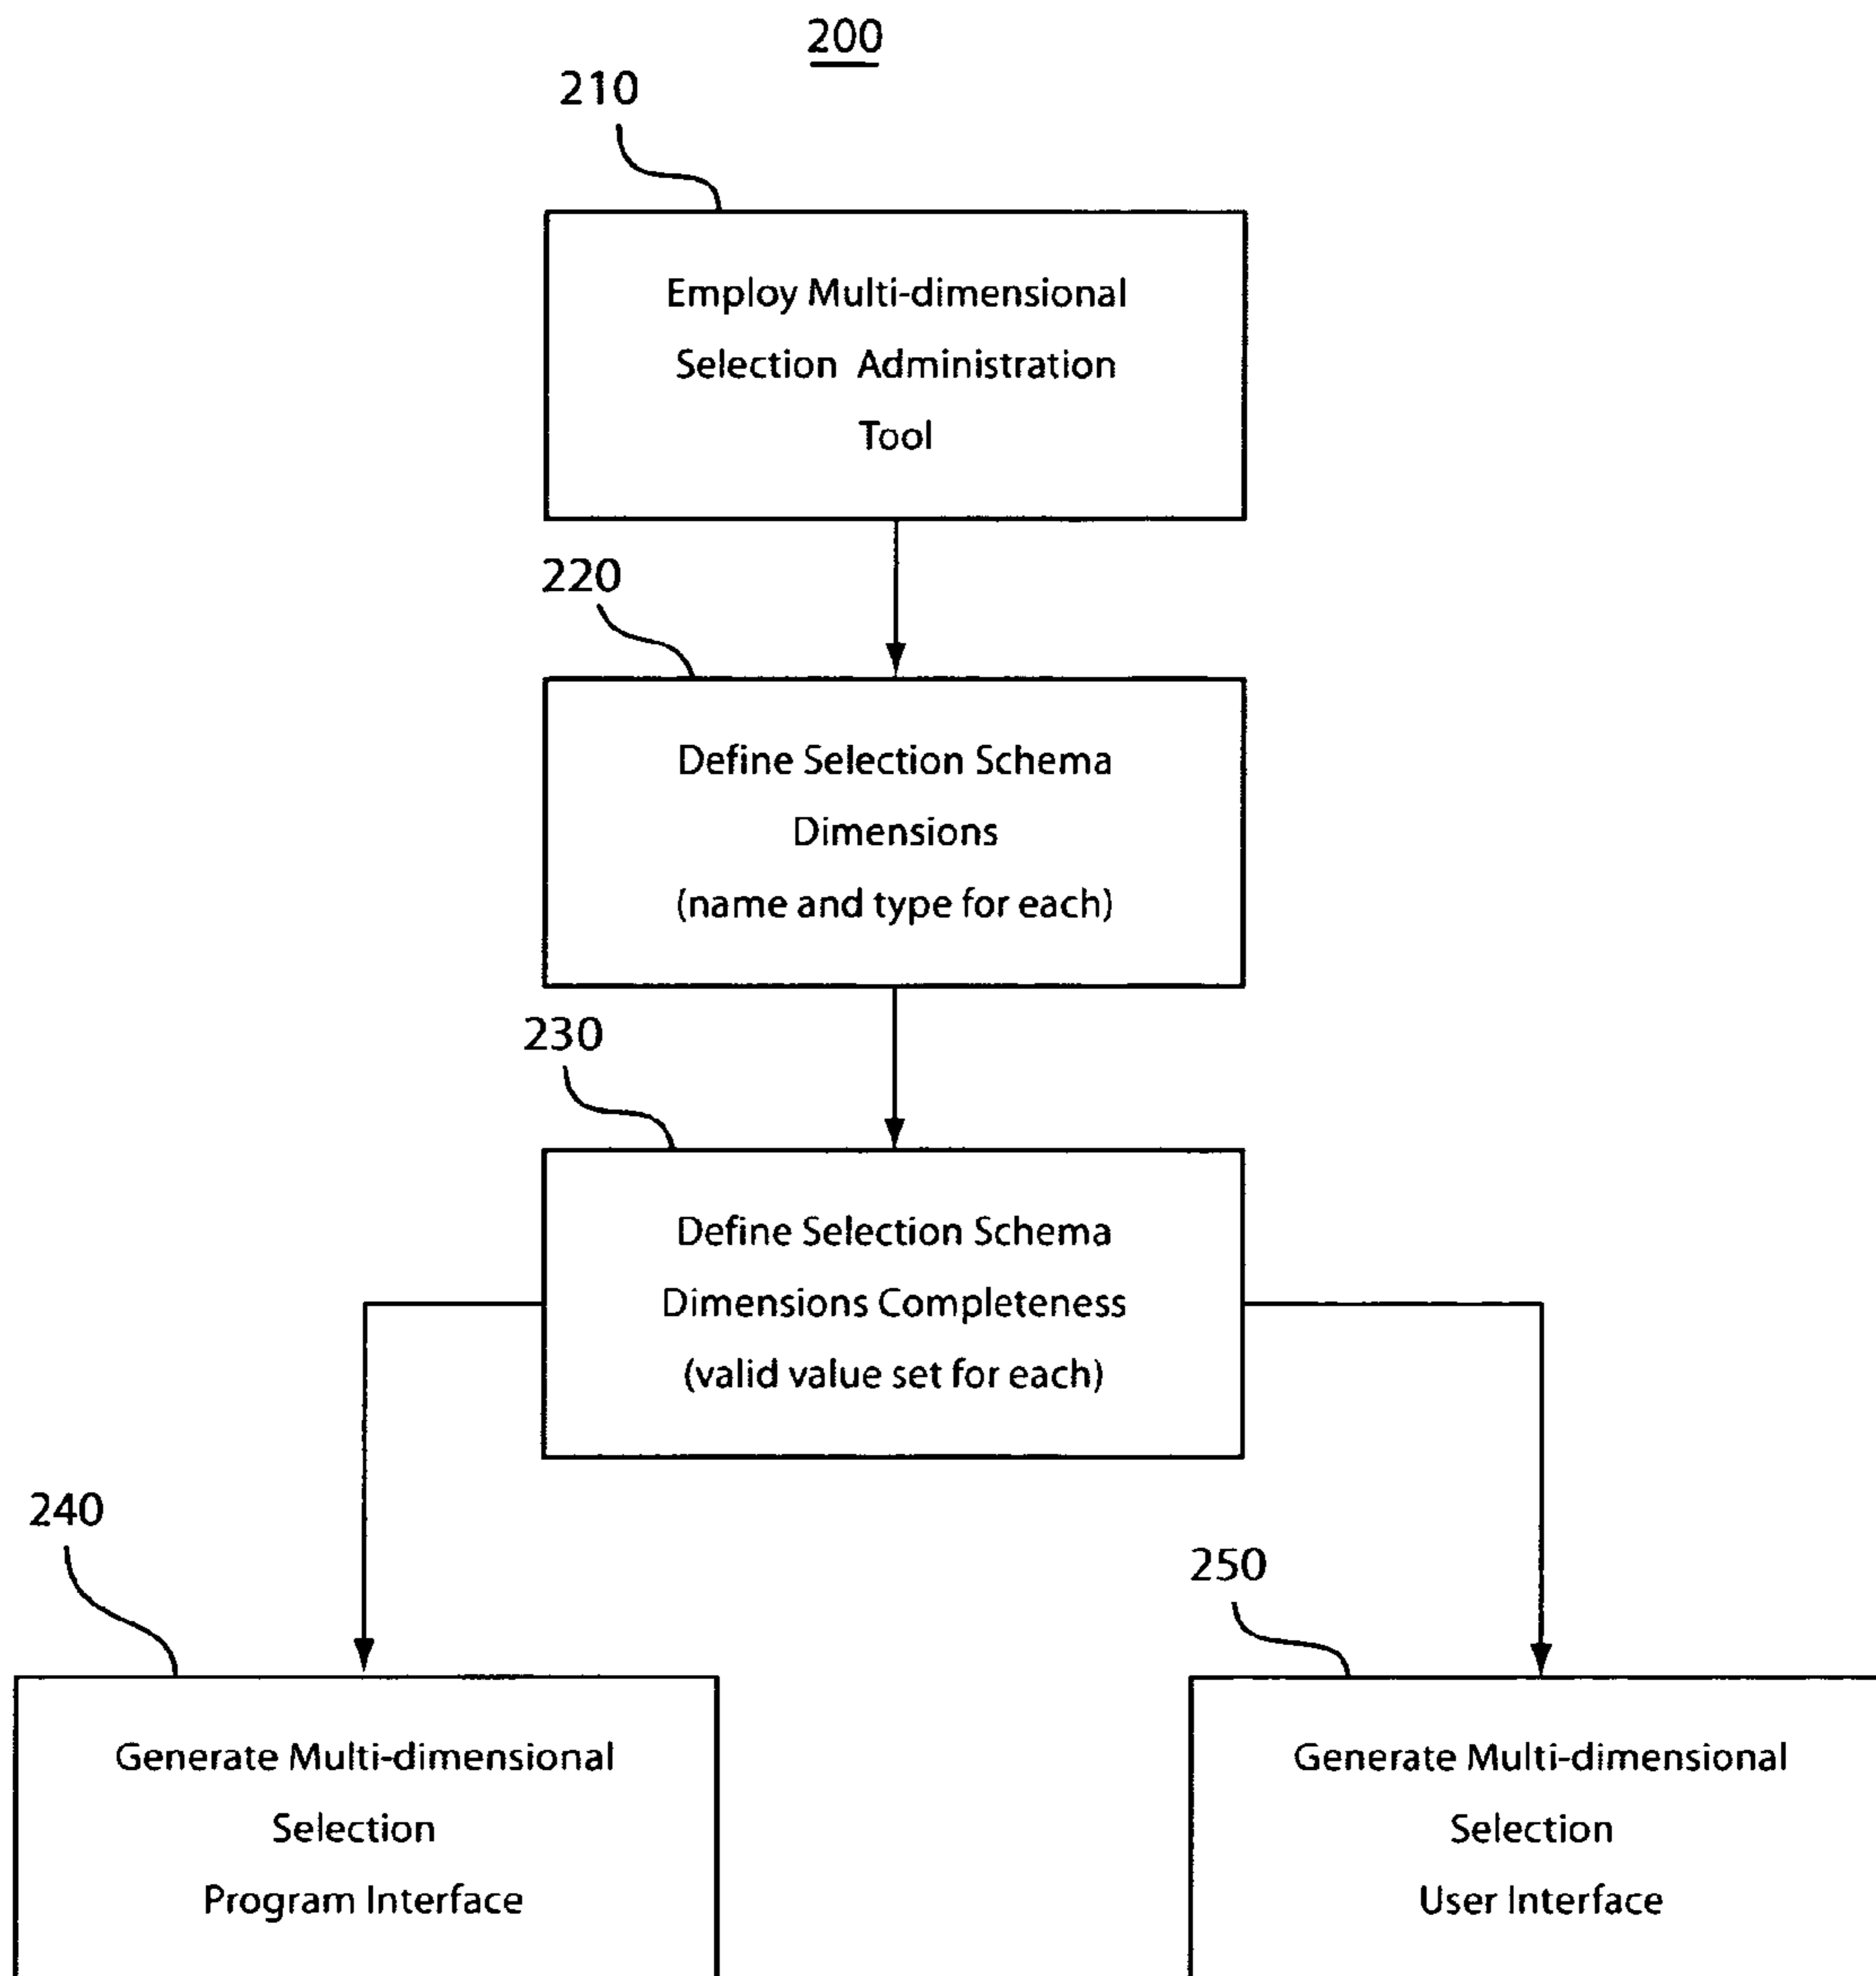 200
210
Employ Multi-dimensional
Selection Administration
Tool
220
Define Selection Schema
Dimensions
(name and type for each)
230
Define Selection Schema
Dimensions Completeness
(valid value set for each)
240
Generate Multi-dimensional
Selection
Program Interface
250
Generate Multi-dimensional
Selection
User Interface